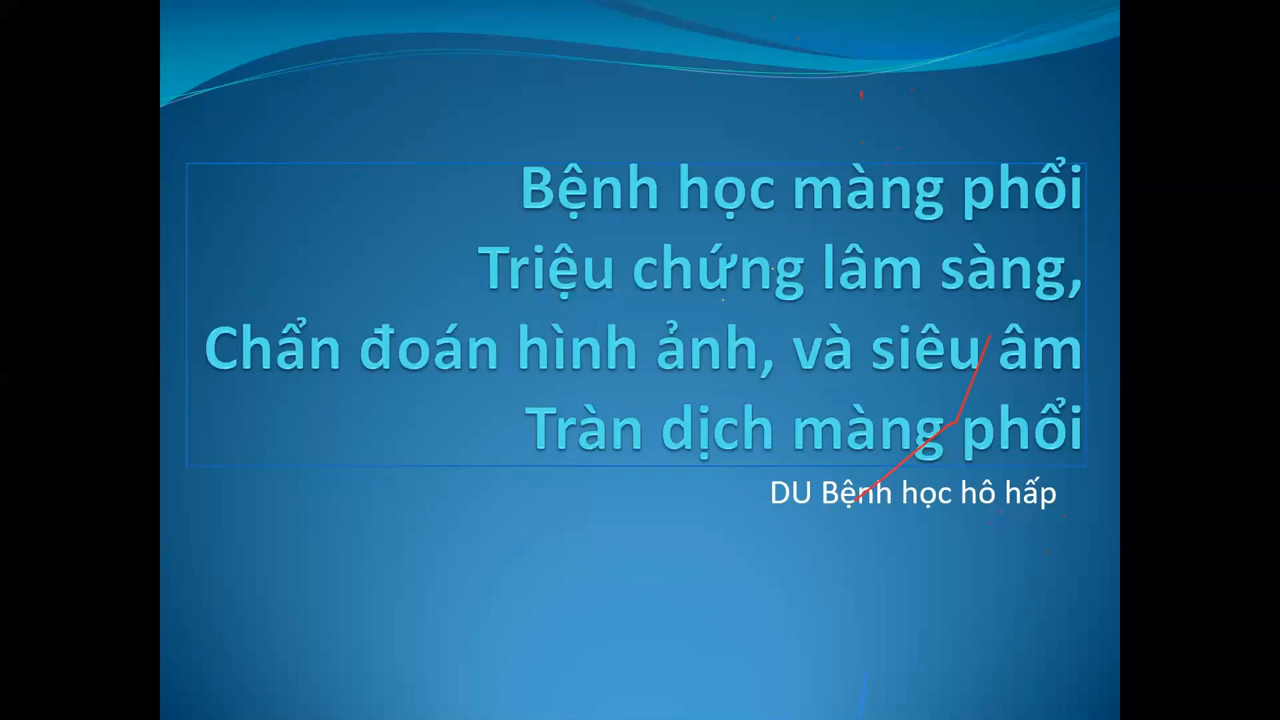 Bệnh học màng phổi
Triệu chứng lâm sàng,
Chẩn đoán hình ảnh, và siêu âm
Tràn dịch màng phổi
DU Bệnh học hô hấp